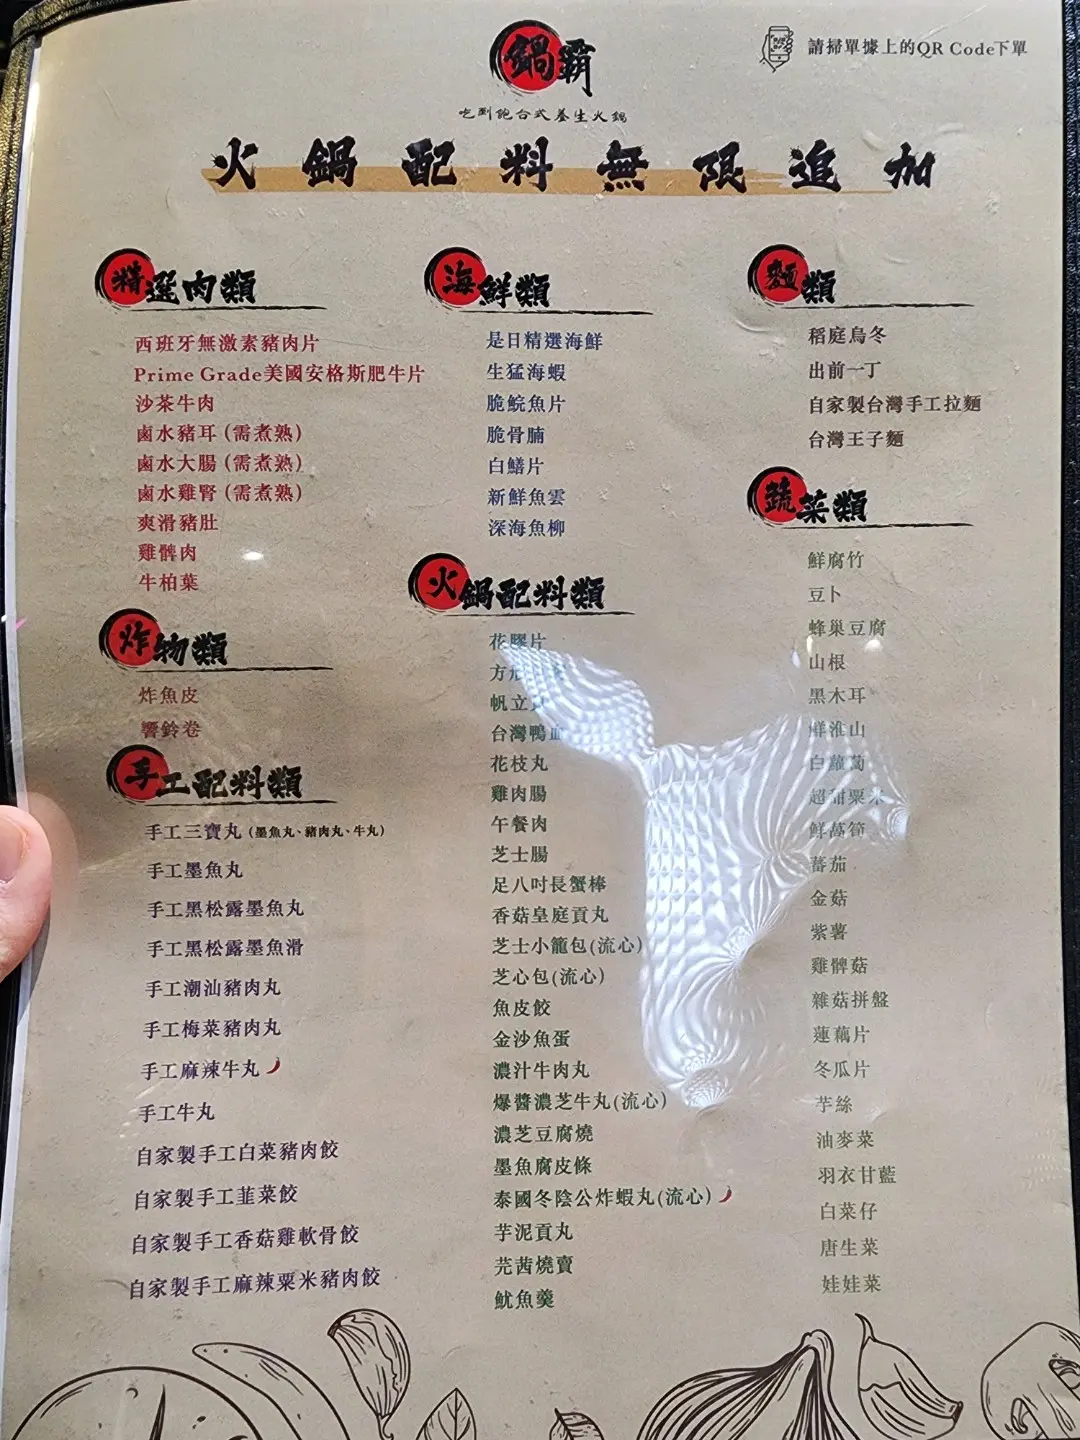 鍋霸
吃到飽台式養生火鍋
請掃單據上的QR Code下單
火鍋配料無限追加
精選肉類
西班牙無激素豬肉片
Prime Grade美國安格斯肥牛片
沙茶牛肉
鹵水豬耳 (需煮熟)
鹵水大腸 (需煮熟)
鹵水雞腎 (需煮熟)
爽滑豬肚
雞髀肉
牛柏葉
炸物類
炸魚皮
響鈴卷
手工配料類
手工三寶丸 (墨魚丸、豬肉丸、牛丸)
手工墨魚丸
手工黑松露墨魚丸
手工黑松露墨魚滑
手工潮汕豬肉丸
手工梅菜豬肉丸
手工麻辣牛丸
手工牛丸
自家製手工白菜豬肉餃
自家製手工韮菜餃
自家製手工香菇雞軟骨餃
自家製手工麻辣粟米豬肉餃
海鮮類
是日精選海鮮
生猛海蝦
脆鯇魚片
脆骨腩
白鱔片
新鮮魚雲
深海魚柳
火鍋配料類
花膠片
方
帆立
台灣鴨血
花枝丸
雞肉腸
午餐肉
芝士腸
足八吋長蟹棒
香菇皇庭貢丸
芝士小籠包(流心)
芝心包(流心)
魚皮餃
金沙魚蛋
濃汁牛肉丸
爆醬濃芝牛丸(流心)
濃芝豆腐燒
墨魚腐皮條
泰國冬陰公炸蝦丸(流心)
芋泥貢丸
芫茜燒賣
魷魚羹
麵類
稻庭烏冬
出前一丁
自家製台灣手工拉麵
台灣王子麵
蔬菜類
鮮腐竹
豆卜
蜂巢豆腐
山根
黑木耳
鮮淮山
白蘿蔔
超甜粟米
鮮萵筍
蕃茄
金菇
紫薯
雞髀菇
雜菇拼盤
蓮藕片
冬瓜片
芋絲
油麥菜
羽衣甘藍
白菜仔
唐生菜
娃娃菜